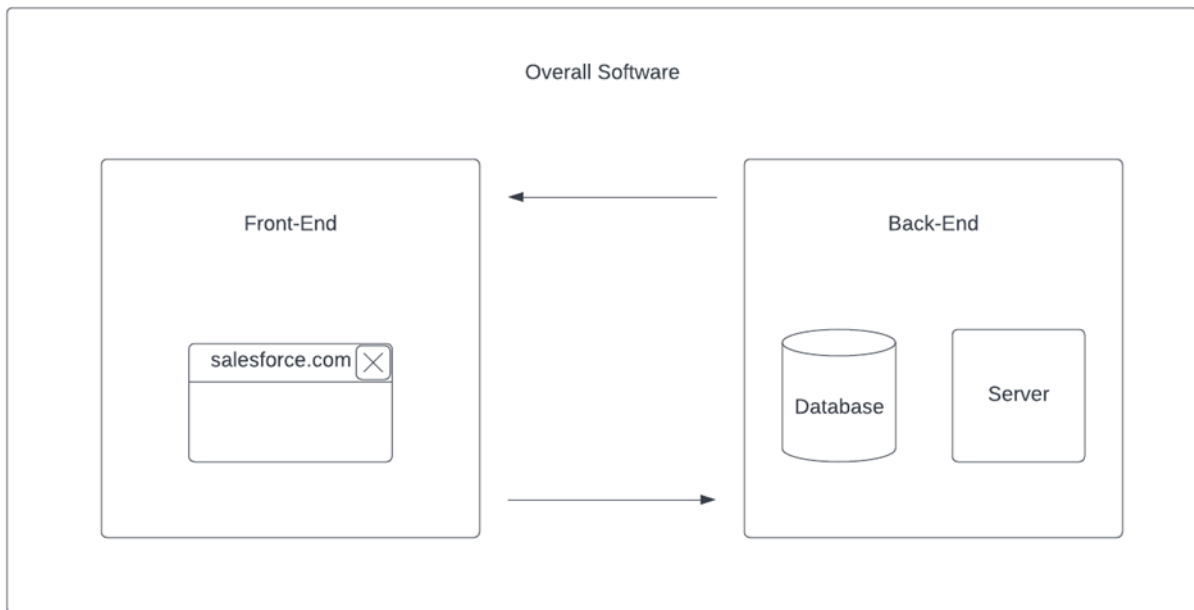 Overall Software
Front-End
Back-End
salesforce.com
Database
Server